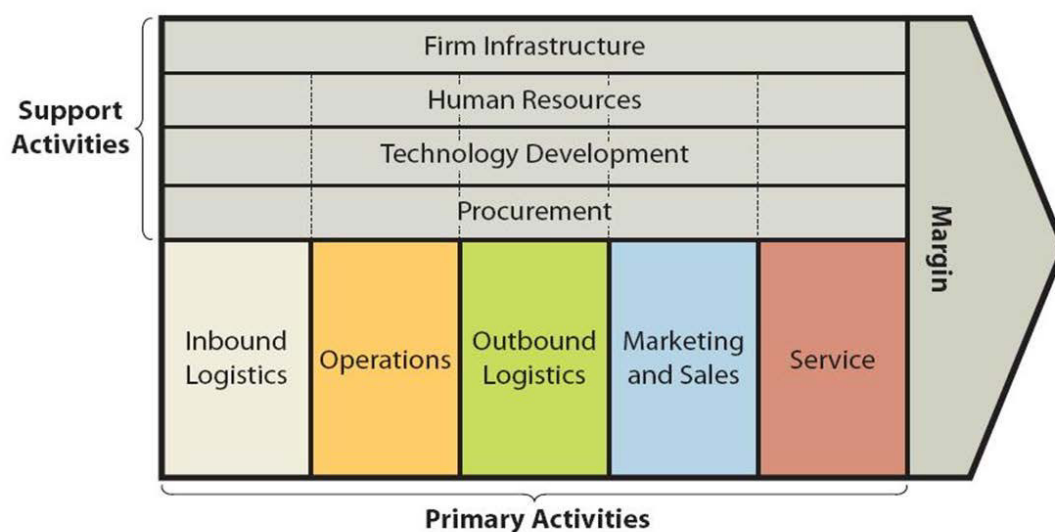 Support
Activities
Firm Infrastructure
Human Resources
Technology Development
Procurement
Inbound
Logistics
Operations
Outbound
Logistics
Marketing
and Sales
Service
Margin
Primary Activities